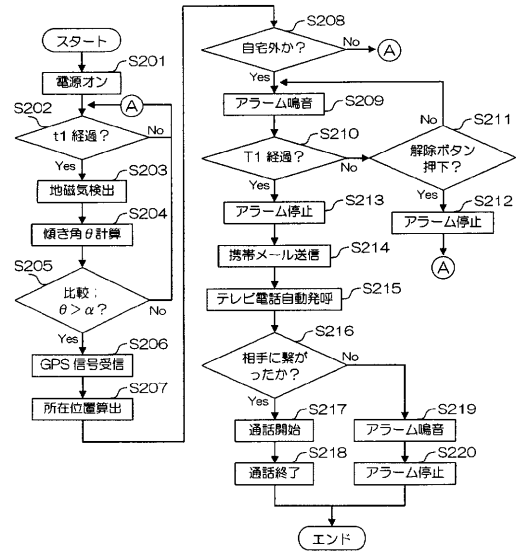 スタート
S201
電源オン
A
S202
t1 経過？
No
Yes
S203
地磁気検出
S204
傾き角θ計算
S205
比較：
θ＞α？
No
Yes
S206
GPS 信号受信
S207
所在位置算出
S208
自宅外か？
No
A
Yes
S209
アラーム鳴音
S210
T1 経過？
No
Yes
S211
No
解除ボタン
押下？
Yes
S212
アラーム停止
A
S213
アラーム停止
S214
携帯メール送信
S215
テレビ電話自動発呼
S216
相手に繋が
ったか？
No
Yes
S217
通話開始
S218
通話終了
S219
アラーム鳴音
S220
アラーム停止
エンド